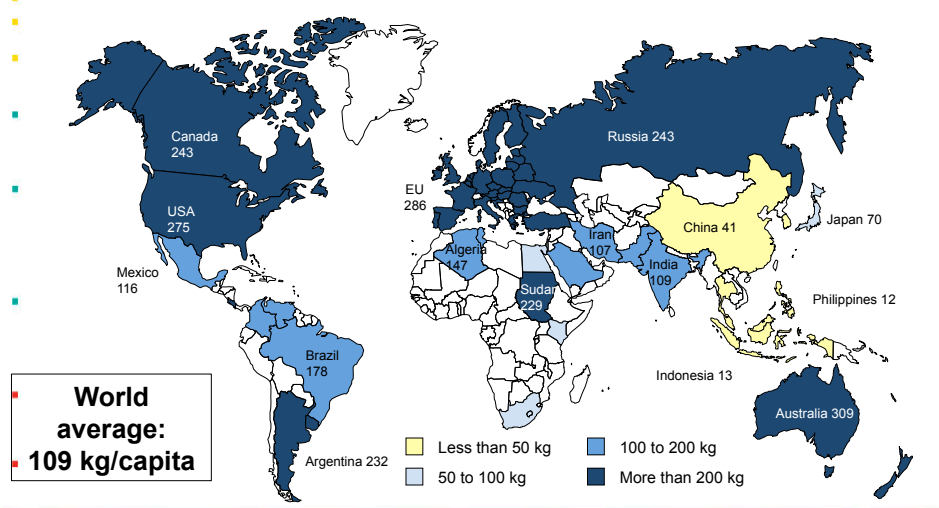 Canada
243
Russia 243
EU
286
USA
275
China 41
Japan 70
Iran
107
Algeria
147
India
109
Mexico
116
Sudan
229
Philippines 12
Brazil
178
Indonesia 13
World
average:
109 kg/capita
Australia 309
Argentina 232
Less than 50 kg
100 to 200 kg
50 to 100 kg
More than 200 kg